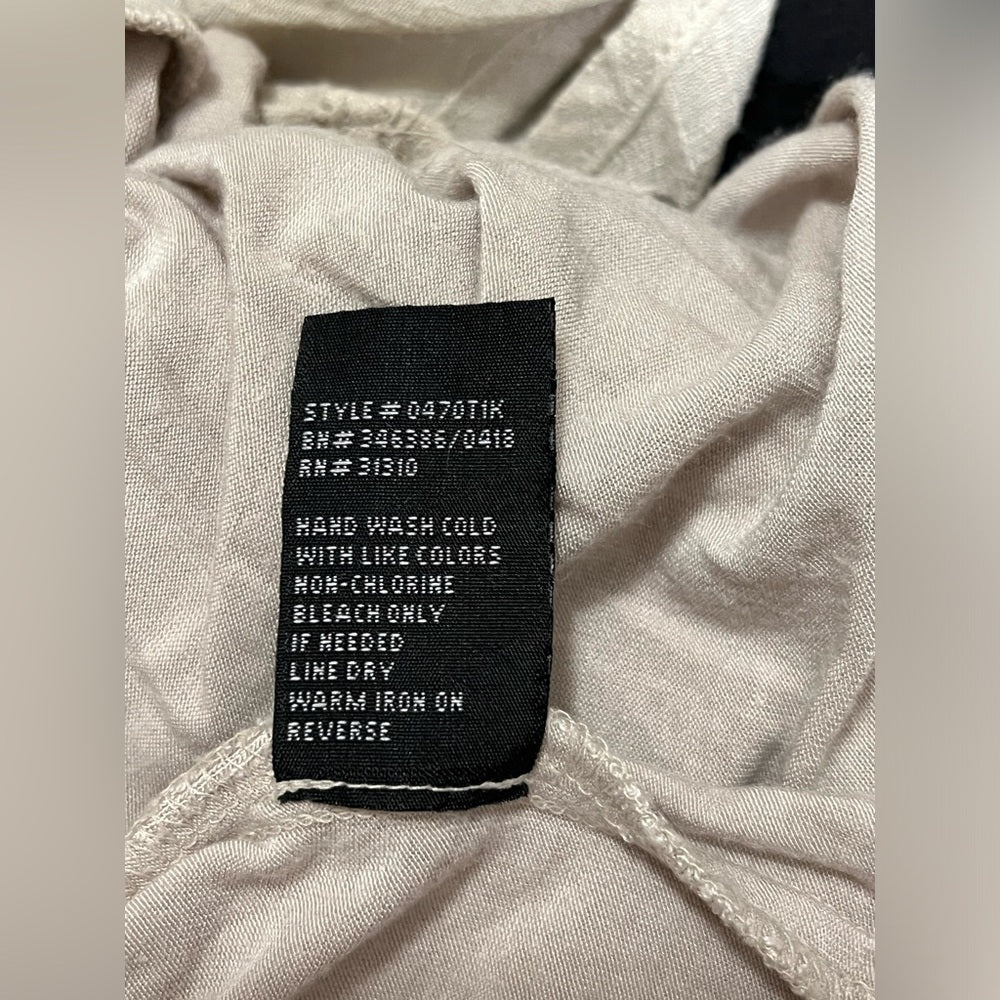 STYLE # 0470T1K
BN# 346386/0418
RN# 31310
HAND WASH COLD
WITH LIKE COLORS
NON-CHLORINE
BLEACH ONLY
IF NEEDED
LINE DRY
WARM IRON ON
REVERSE